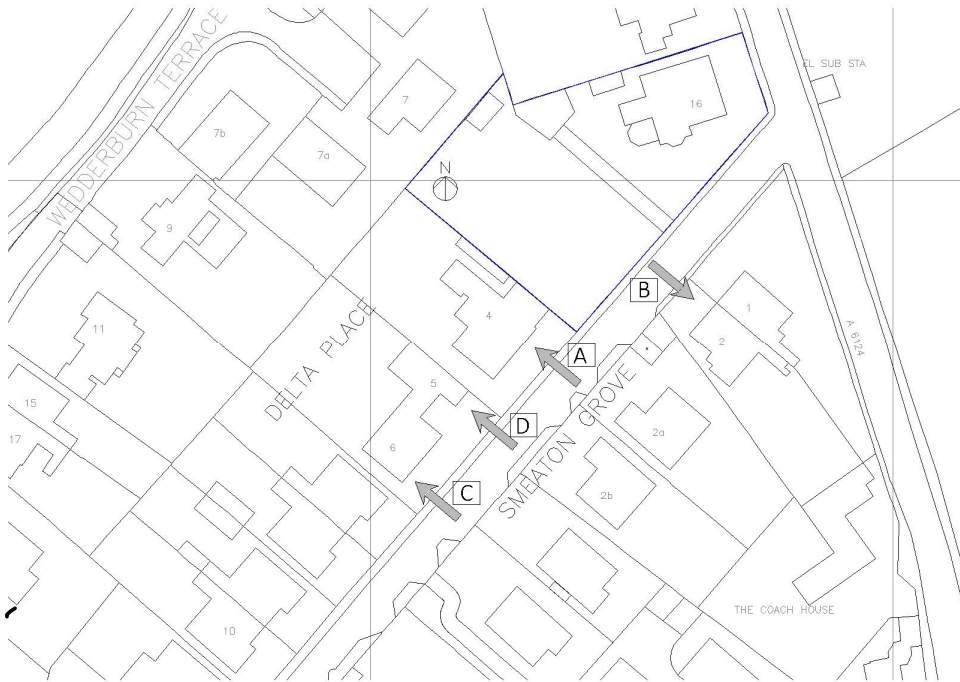 EL SUB STA
WEDDERBURN TERRACE
7
16
7b
7a
N
9
B
1
4
2
11
DELTA PLACE
A 6124
A
5
15
SMEATON GROVE
D
2a
17
6
C
2b
THE COACH HOUSE
10